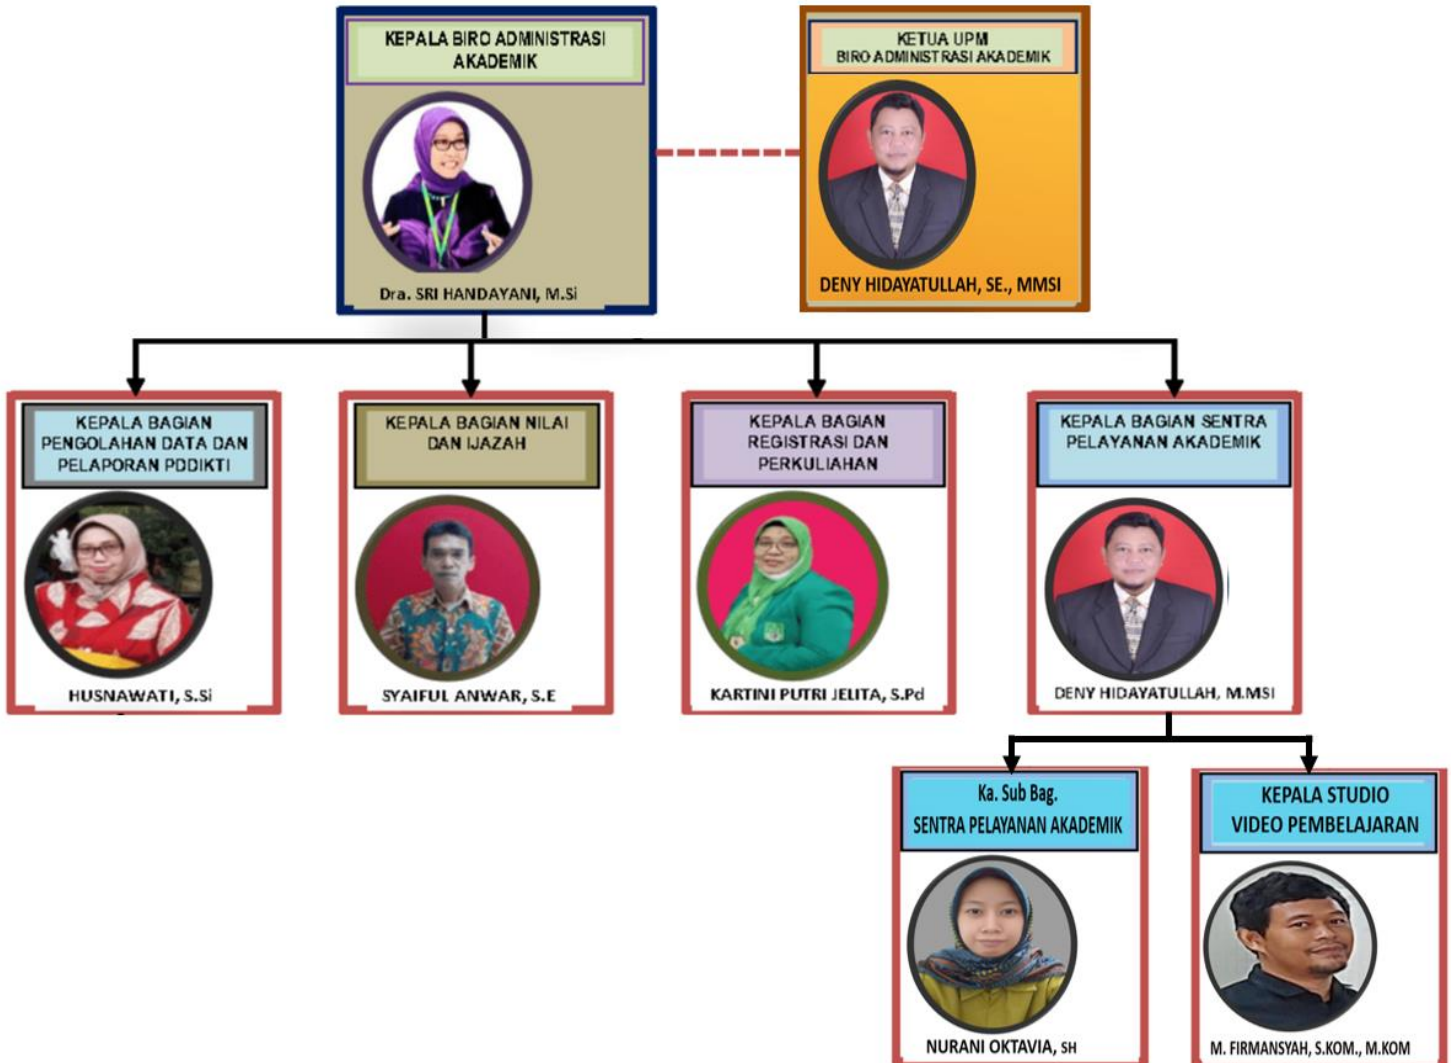 KEPALA BIRO ADMINISTRASI
AKADEMIK
Dra. SRI HANDAYANI, M.Si
KETUA UPM
BIRO ADMINISTRASI AKADEMIK
DENY HIDAYATULLAH, SE., MMSI
KEPALA BAGIAN
PENGOLAHAN DATA DAN
PELAPORAN PDDIKTI
HUSNAWATI, S.Si
KEPALA BAGIAN NILAI
DAN IJAZAH
SYAIFUL ANWAR, S.E
KEPALA BAGIAN
REGISTRASI DAN
PERKULIAHAN
KARTINI PUTRI JELITA, S.Pd
KEPALA BAGIAN SENTRA
PELAYANAN AKADEMIK
DENY HIDAYATULLAH, M.MSI
Ka. Sub Bag.
SENTRA PELAYANAN AKADEMIK
NURANI OKTAVIA, SH
KEPALA STUDIO
VIDEO PEMBELAJARAN
M. FIRMANSYAH, S.KOM., M.KOM